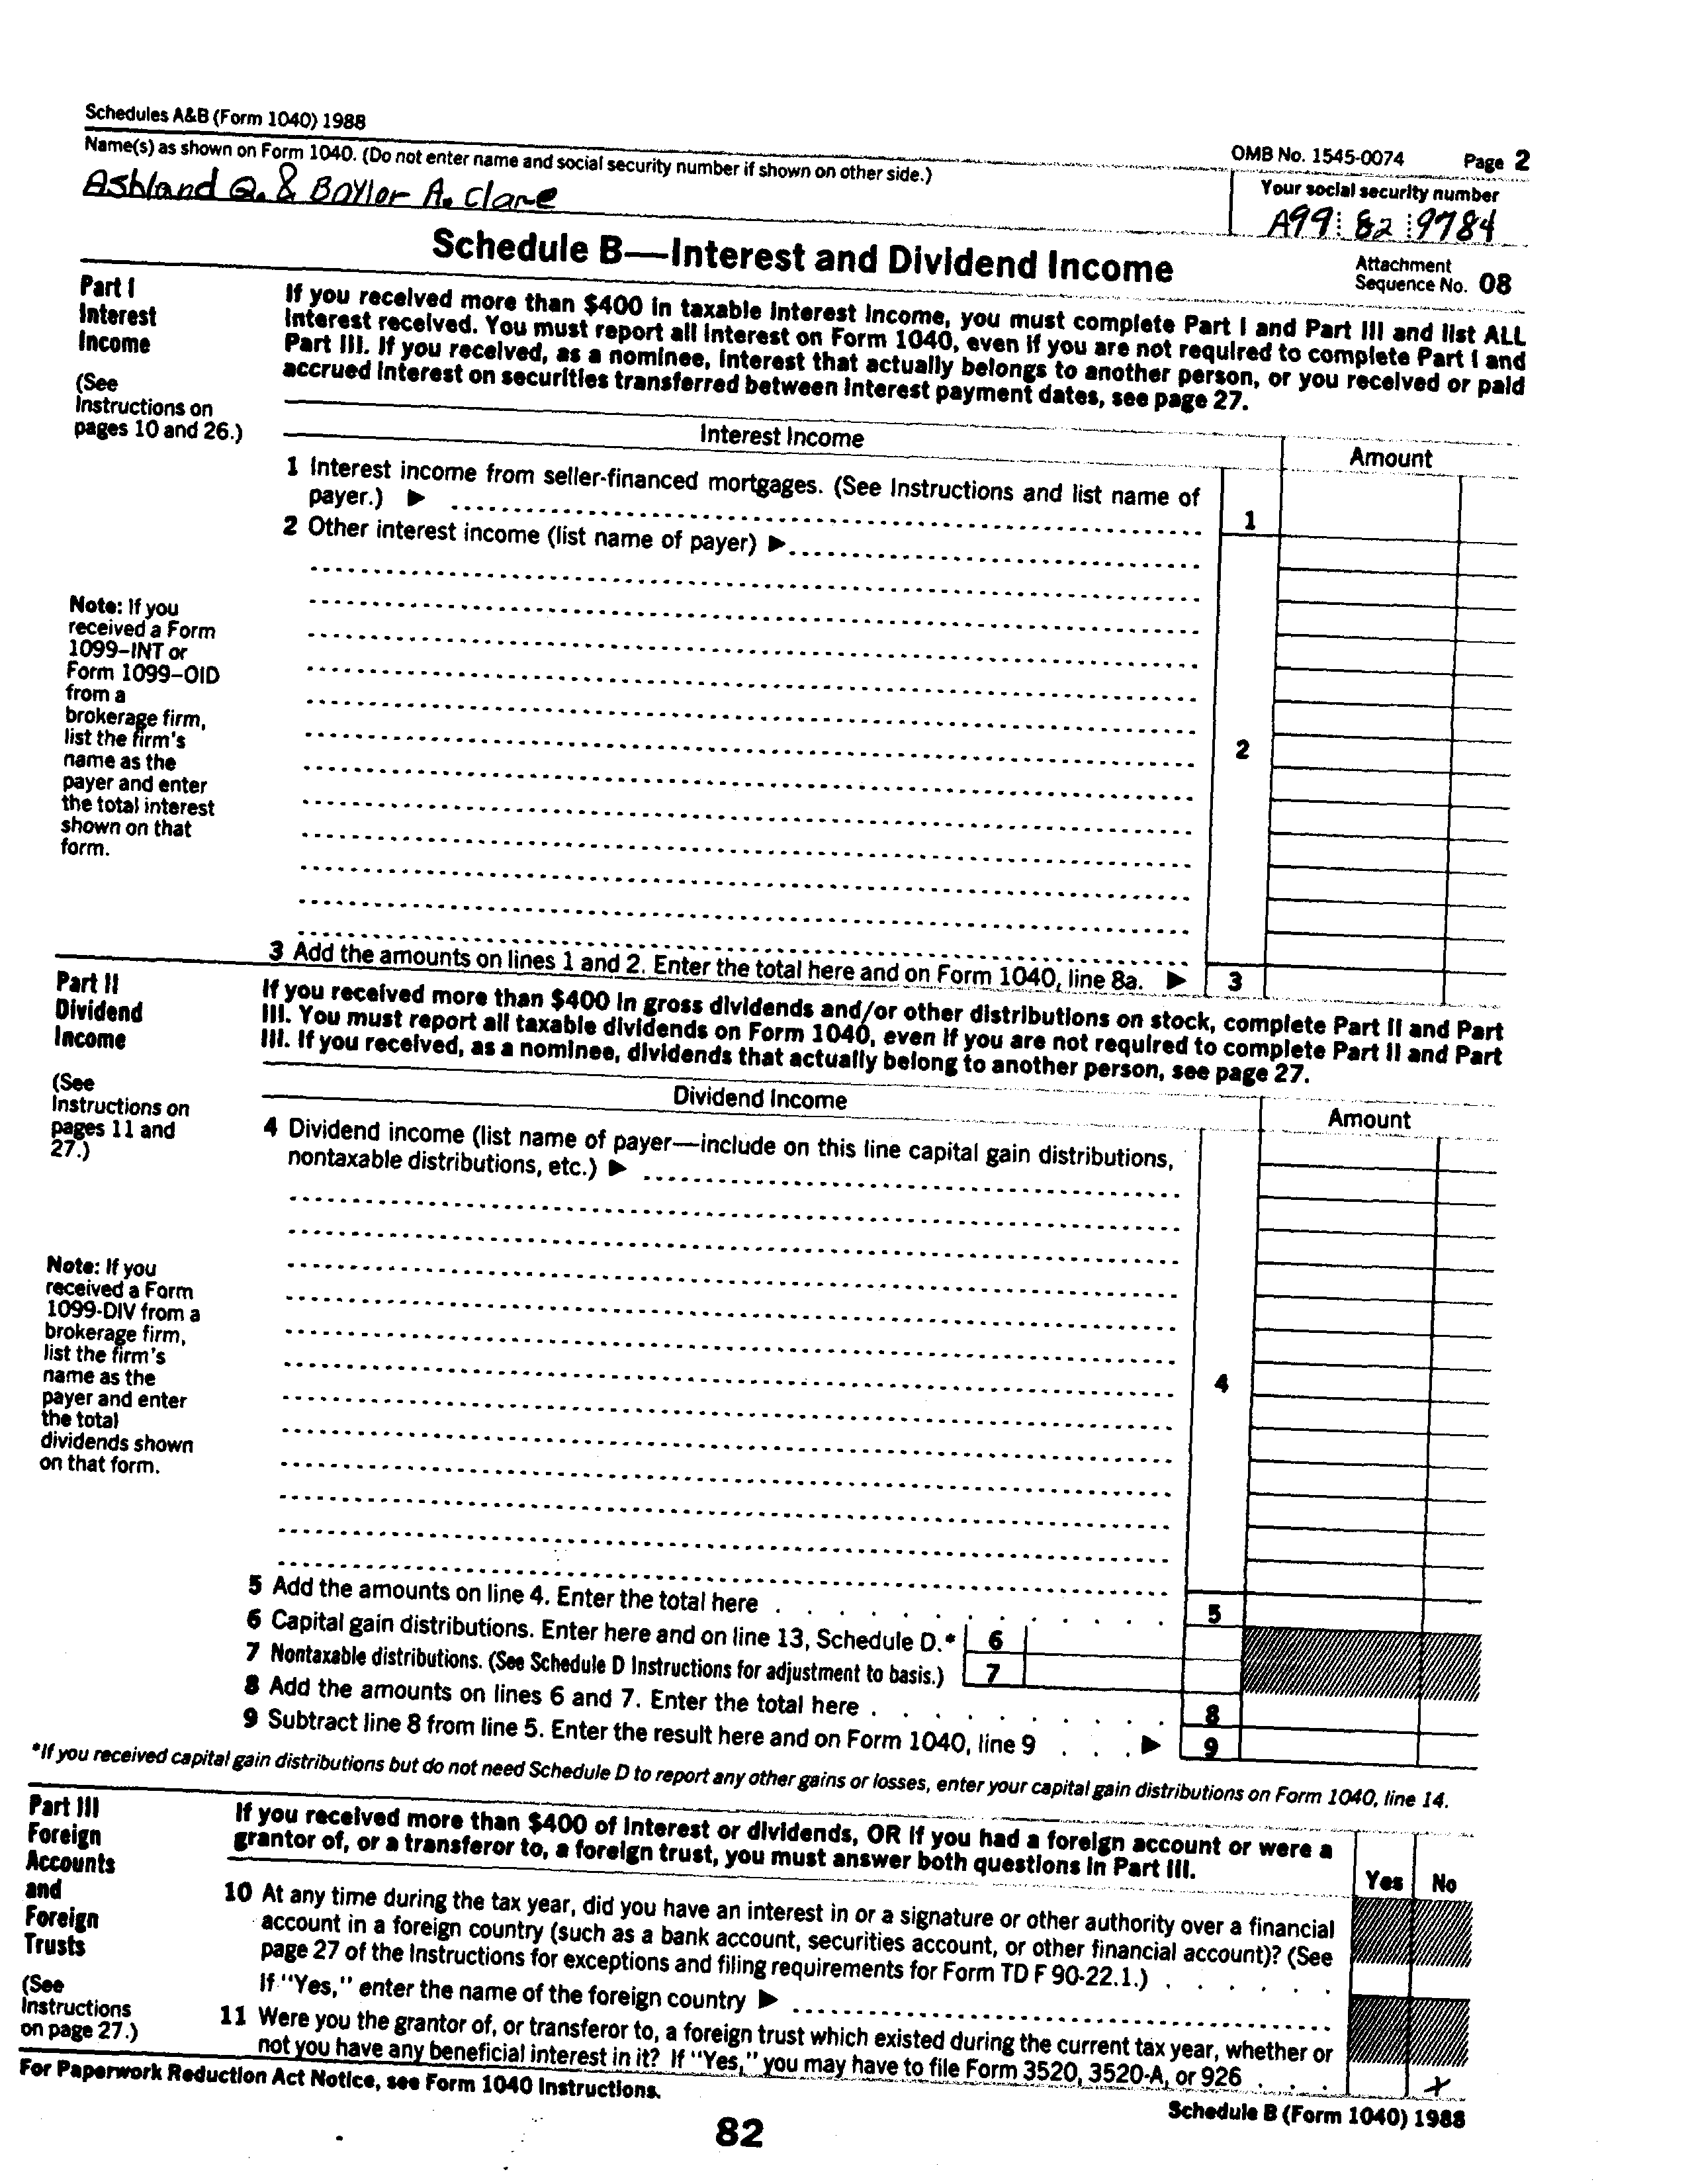 Schedules A&B (Form 1040) 1988
OMB No. 1545-0074 Page 2
Name(s) as shown on Form 1040. (Do not enter name and social security number if shown on other side.)
Your social security number
Ashland Q. & Baylor A. Clare
A99 82 9784
Schedule B—Interest and Dividend Income
Attachment
Sequence No. 08
Part I
Interest
Income
(See
Instructions on
pages 10 and 26.)
If you received more than $400 in taxable interest income, you must complete Part I and Part III and list ALL
interest received. You must report all interest on Form 1040, even if you are not required to complete Part I and
Part III. If you received, as a nominee, interest that actually belongs to another person, or you received or paid
accrued interest on securities transferred between interest payment dates, see page 27.
Interest Income
Amount
1 Interest income from seller-financed mortgages. (See Instructions and list name of
payer.) ▶
1
2 Other interest income (list name of payer) ▶
Note: If you
received a Form
1099–INT or
Form 1099–OID
from a
brokerage firm,
list the firm's
name as the
payer and enter
the total interest
shown on that
form.
2
3 Add the amounts on lines 1 and 2. Enter the total here and on Form 1040, line 8a. ▶ 3
Part II
Dividend
Income
(See
Instructions on
pages 11 and
27.)
If you received more than $400 in gross dividends and/or other distributions on stock, complete Part II and Part
III. You must report all taxable dividends on Form 1040, even if you are not required to complete Part II and Part
III. If you received, as a nominee, dividends that actually belong to another person, see page 27.
Dividend Income
Amount
4 Dividend income (list name of payer—include on this line capital gain distributions,
nontaxable distributions, etc.) ▶
Note: If you
received a Form
1099-DIV from a
brokerage firm,
list the firm's
name as the
payer and enter
the total
dividends shown
on that form.
4
5 Add the amounts on line 4. Enter the total here 5
6 Capital gain distributions. Enter here and on line 13, Schedule D.* 6
7 Nontaxable distributions. (See Schedule D Instructions for adjustment to basis.) 7
8 Add the amounts on lines 6 and 7. Enter the total here 8
9 Subtract line 8 from line 5. Enter the result here and on Form 1040, line 9 ▶ 9
*If you received capital gain distributions but do not need Schedule D to report any other gains or losses, enter your capital gain distributions on Form 1040, line 14.
Part III
Foreign
Accounts
and
Foreign
Trusts
(See
Instructions
on page 27.)
If you received more than $400 of interest or dividends, OR if you had a foreign account or were a
grantor of, or a transferor to, a foreign trust, you must answer both questions in Part III.
Yes No
10 At any time during the tax year, did you have an interest in or a signature or other authority over a financial
account in a foreign country (such as a bank account, securities account, or other financial account)? (See
page 27 of the Instructions for exceptions and filing requirements for Form TD F 90-22.1.)
If "Yes," enter the name of the foreign country ▶
11 Were you the grantor of, or transferor to, a foreign trust which existed during the current tax year, whether or
not you have any beneficial interest in it? If "Yes," you may have to file Form 3520, 3520-A, or 926
x
For Paperwork Reduction Act Notice, see Form 1040 Instructions.
Schedule B (Form 1040) 1988
82